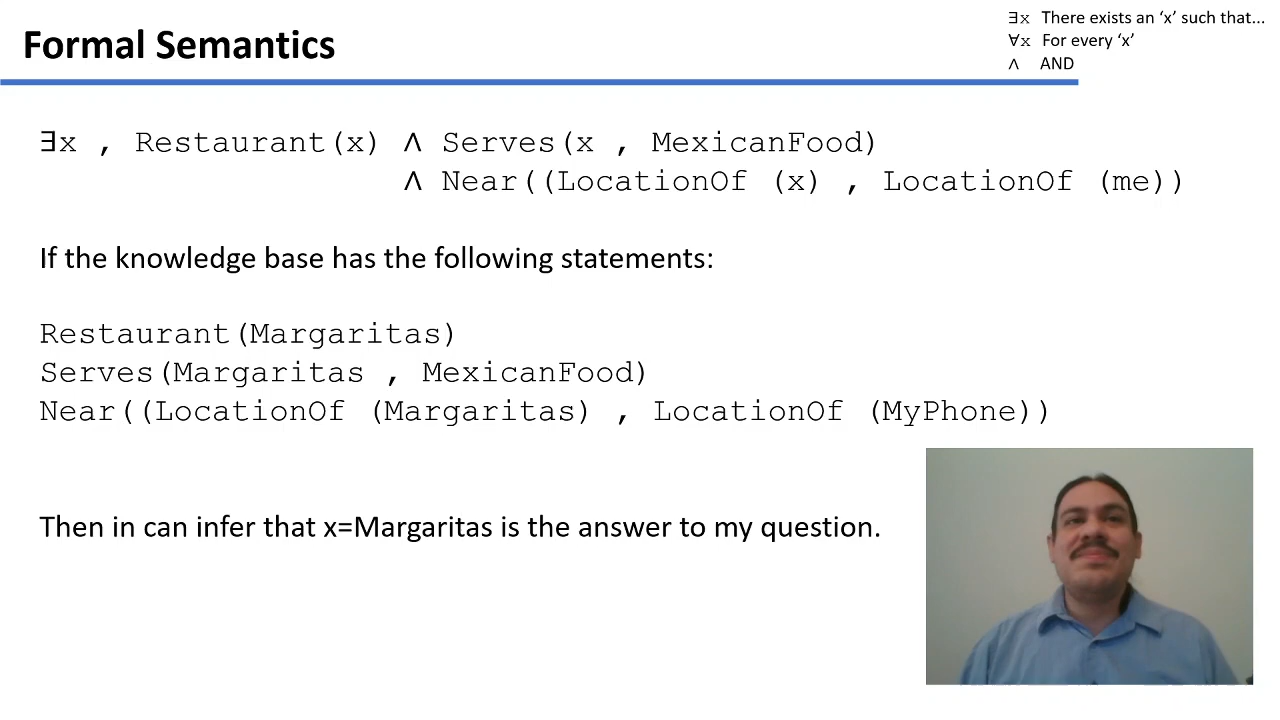 Formal Semantics
∃x There exists an ‘x’ such that...
∀x For every ‘x’
∧ AND
∃x , Restaurant(x) ∧ Serves(x , MexicanFood)
∧ Near((LocationOf (x) , LocationOf (me))
If the knowledge base has the following statements:
Restaurant(Margaritas)
Serves(Margaritas , MexicanFood)
Near((LocationOf (Margaritas) , LocationOf (MyPhone))
Then in can infer that x=Margaritas is the answer to my question.